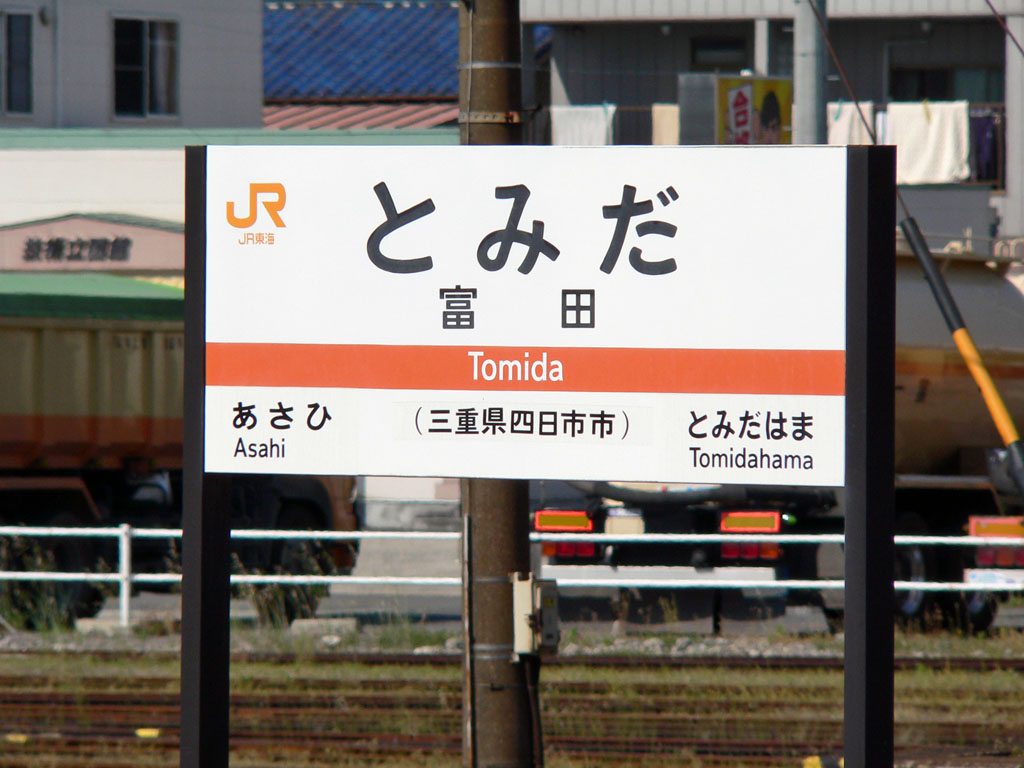 JR
JR東海
とみだ
富田
Tomida
あさひ
Asahi
(三重県四日市市)
とみだはま
Tomidahama